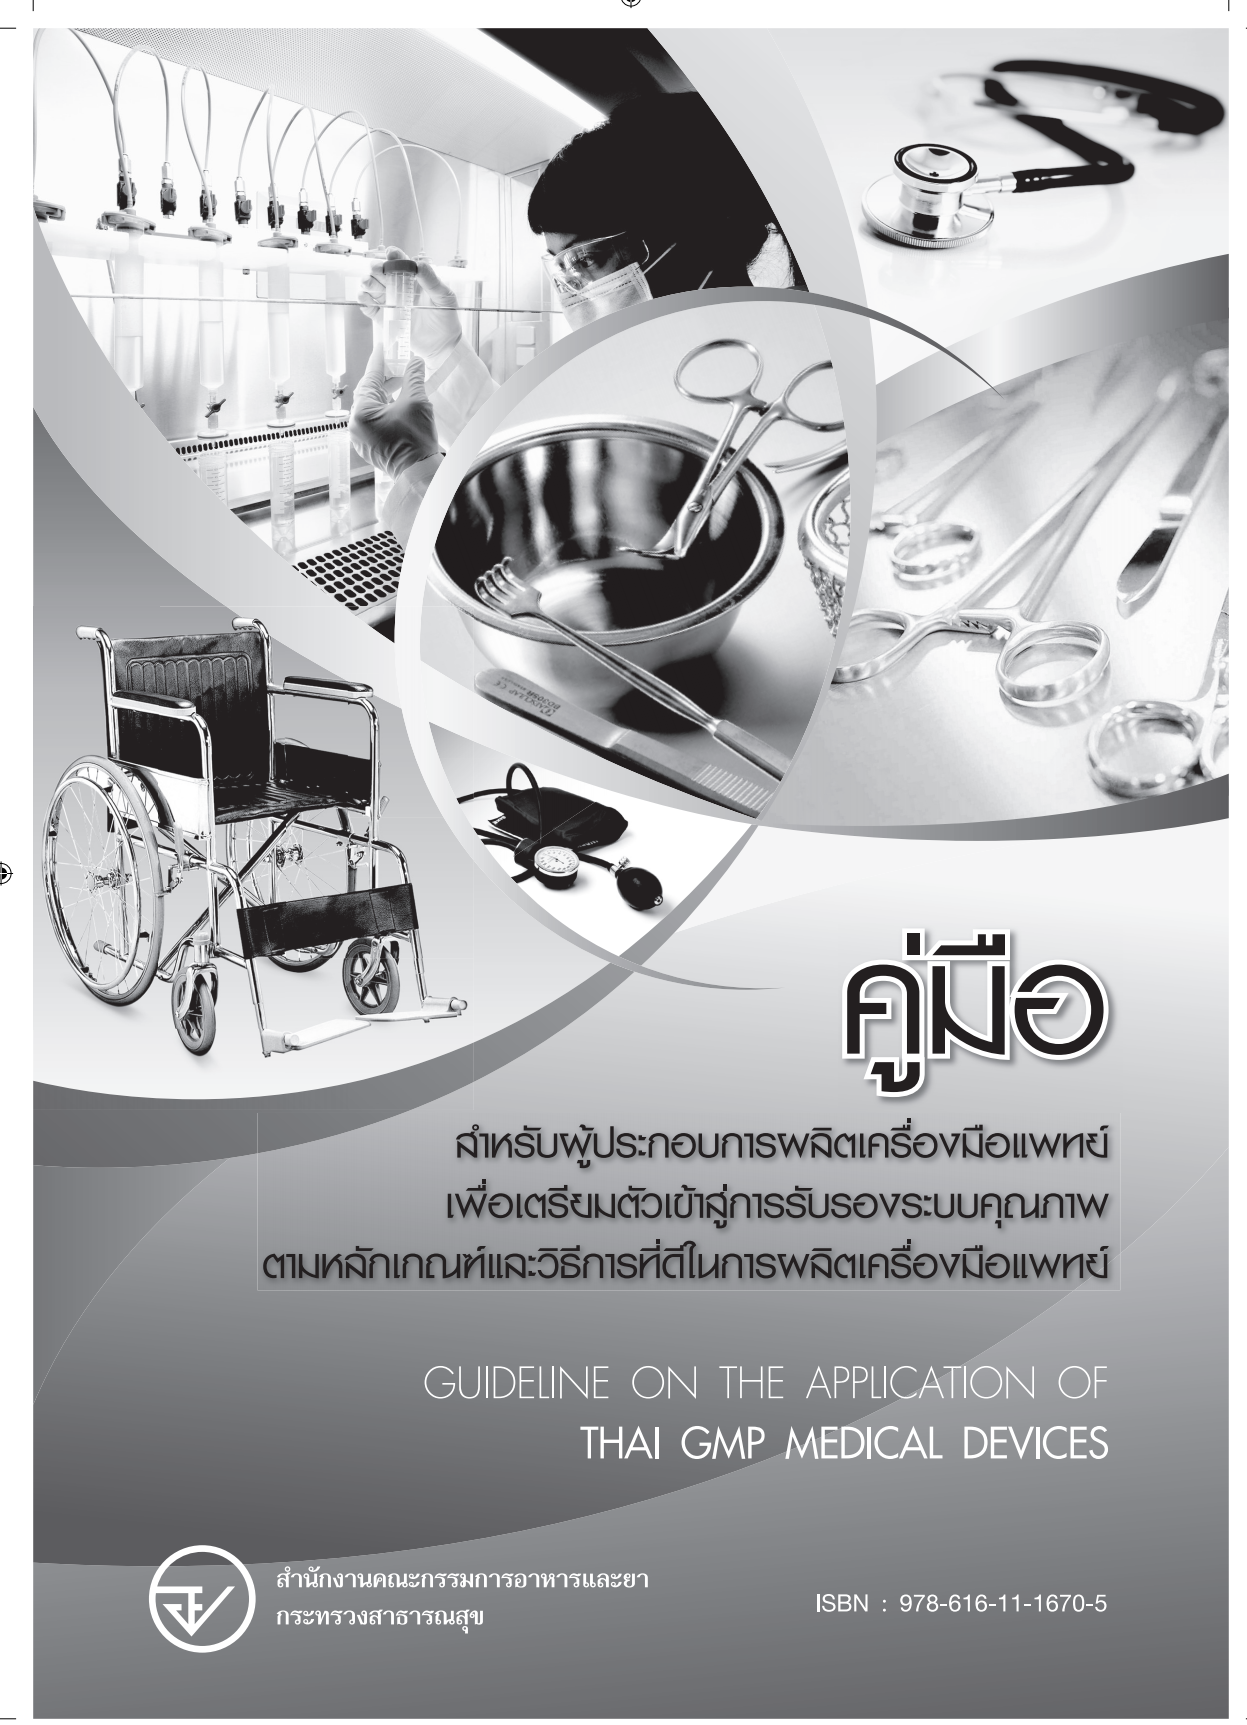 คู่มือ
สำหรับผู้ประกอบการผลิตเครื่องมือแพทย์
เพื่อเตรียมตัวเข้าสู่การรับรองระบบคุณภาพ
ตามหลักเกณฑ์และวิธีการที่ดีในการผลิตเครื่องมือแพทย์
GUIDELINE ON THE APPLICATION OF
THAI GMP MEDICAL DEVICES
สำนักงานคณะกรรมการอาหารและยา
กระทรวงสาธารณสุข
ISBN : 978-616-11-1670-5